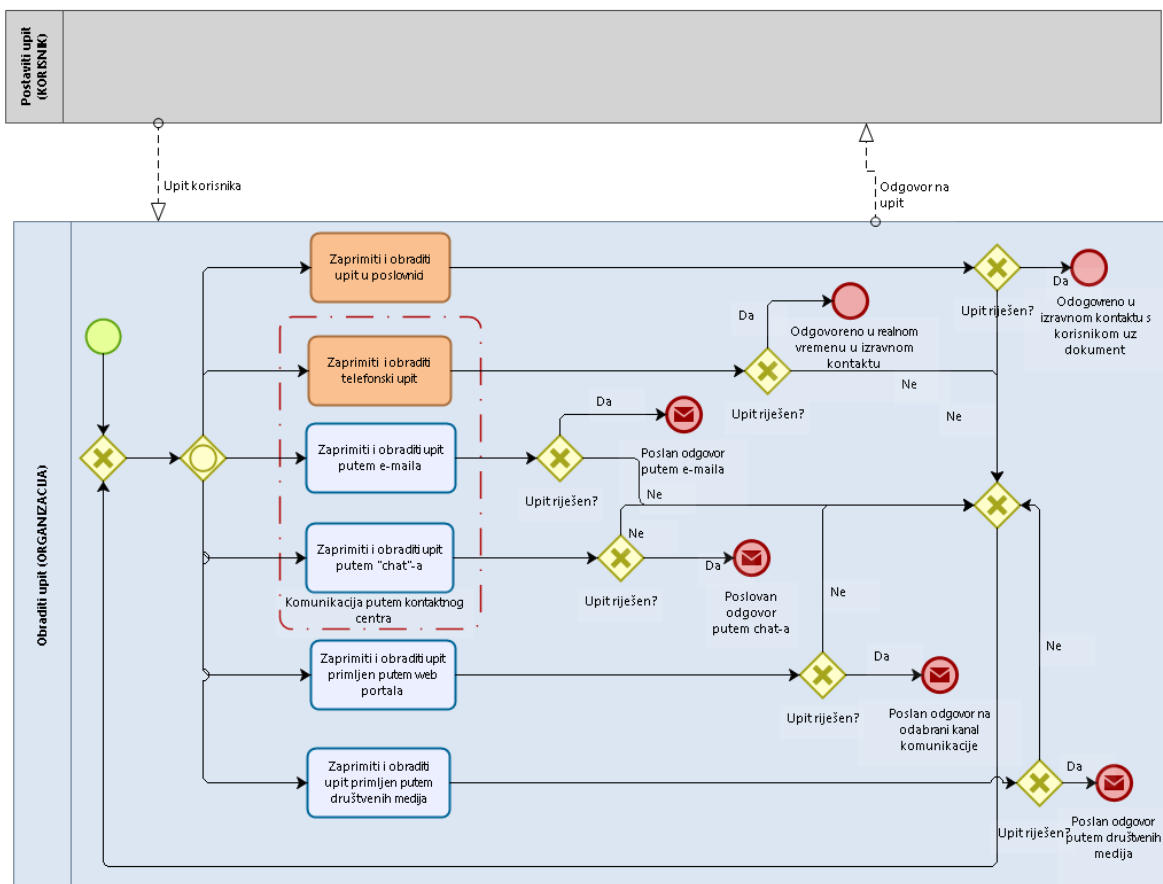 Postaviti upit
(KORISNIK)
Upit korisnika
Odgovor na
upit
Obraditi upit (ORGANIZACIJA)
Zaprimiti i obraditi
upit u poslovnici
Upit riješen?
Da
Odogovreno u
izravnom kontaktu s
korisnikom uz
dokument
Ne
Zaprimiti i obraditi
telefonski upit
Upit riješen?
Da
Odgovoreno u realnom
vremenu u izravnom
kontaktu
Ne
Zaprimiti i obraditi upit
putem e-maila
Upit riješen?
Da
Poslan odgovor
putem e-maila
Ne
Zaprimiti i obraditi upit
putem "chat"-a
Upit riješen?
Ne
Da
Poslovan
odgovor
putem chat-a
Komunikacija putem kontaktnog
centra
Zaprimiti i obraditi upit
primljen putem web
portala
Upit riješen?
Ne
Da
Poslan odgovor na
odabrani kanal
komunikacije
Zaprimiti i obraditi
upit primljen putem
društvenih medija
Upit riješen?
Ne
Da
Poslan odgovor
putem društvenih
medija